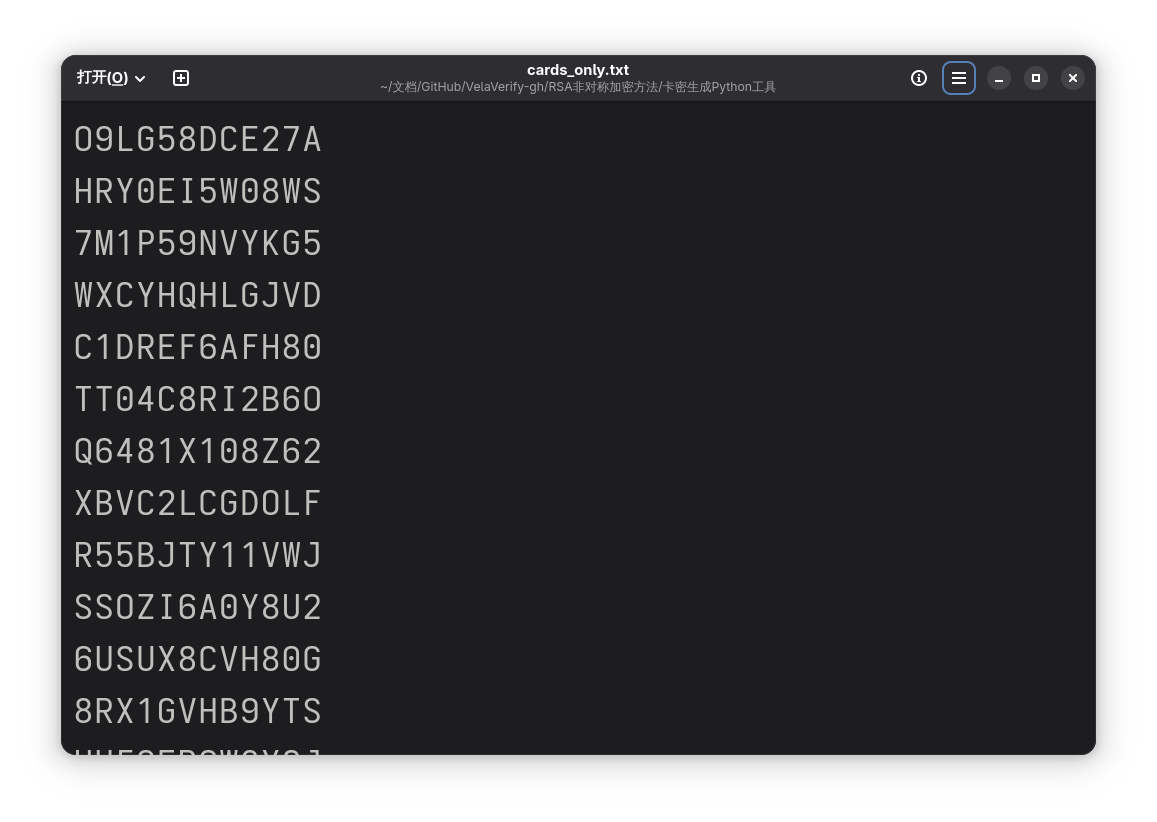 打开(O)
cards_only.txt
~/文档/GitHub/VelaVerify-gh/RSA非对称加密方法/卡密生成Python工具
O9LG58DCE27A
HRY0EI5W08WS
7M1P59NVYKG5
WXCYHQHLGJVD
C1DREF6AFH80
TT04C8RI2B6O
Q6481X108Z62
XBVC2LCGDOLF
R55BJTY11VWJ
SSOZI6A0Y8U2
6USUX8CVH80G
8RX1GVHB9YTS